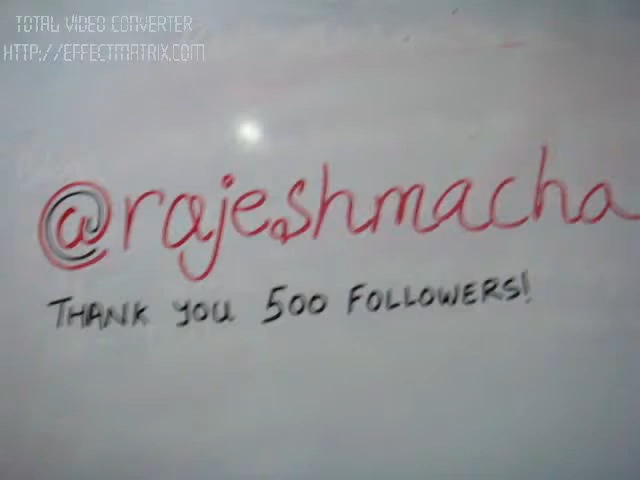 TOTAL VIDEO CONVERTER
HTTP://EFFECTMATRIX.COM
@rajeshmacha
THANK YOU 500 FOLLOWERS!